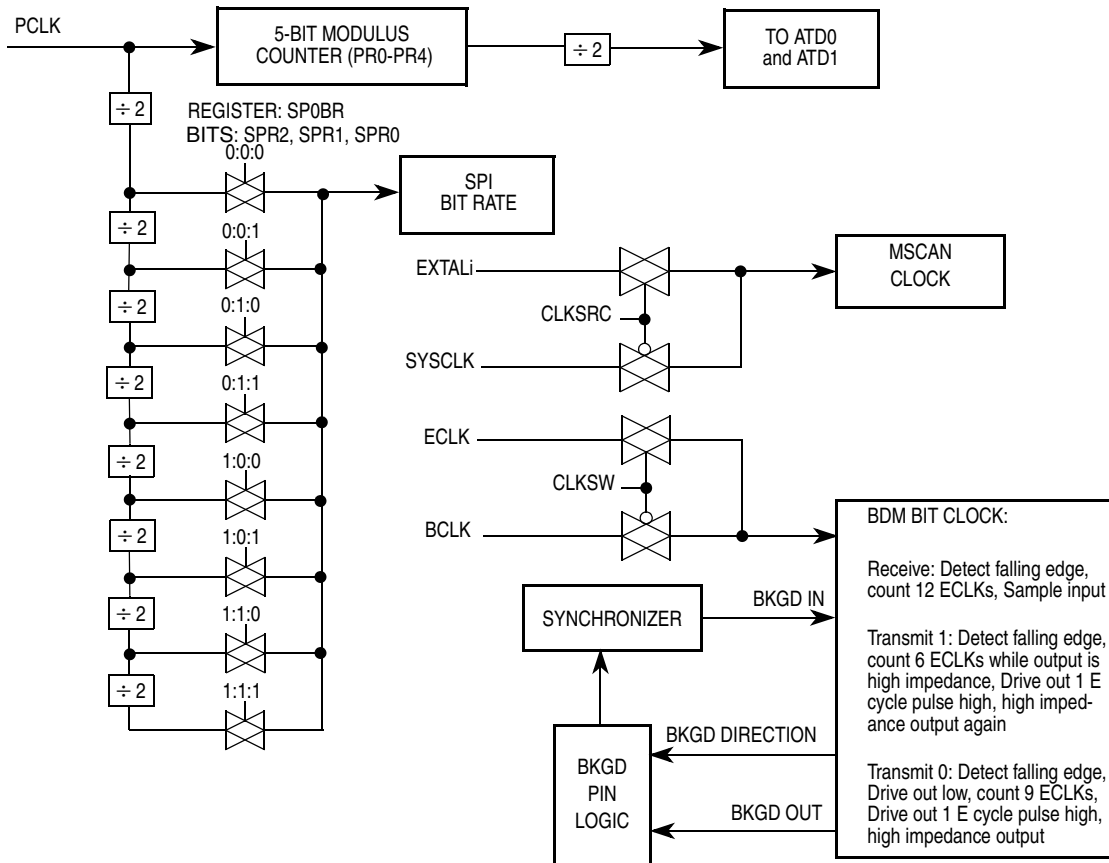 PCLK
5-BIT MODULUS
COUNTER (PR0-PR4)
÷ 2
TO ATD0
and ATD1
÷ 2
REGISTER: SP0BR
BITS: SPR2, SPR1, SPR0
0:0:0
SPI
BIT RATE
÷ 2
0:0:1
÷ 2
0:1:0
÷ 2
0:1:1
÷ 2
1:0:0
÷ 2
1:0:1
÷ 2
1:1:0
÷ 2
1:1:1
EXTALi
MSCAN
CLOCK
CLKSRC
SYSCLK
ECLK
CLKSW
BCLK
BDM BIT CLOCK:
Receive: Detect falling edge,
count 12 ECLKs, Sample input
Transmit 1: Detect falling edge,
count 6 ECLKs while output is
high impedance, Drive out 1 E
cycle pulse high, high imped-
ance output again
Transmit 0: Detect falling edge,
Drive out low, count 9 ECLKs,
Drive out 1 E cycle pulse high,
high impedance output
SYNCHRONIZER
BKGD IN
BKGD
PIN
LOGIC
BKGD DIRECTION
BKGD OUT